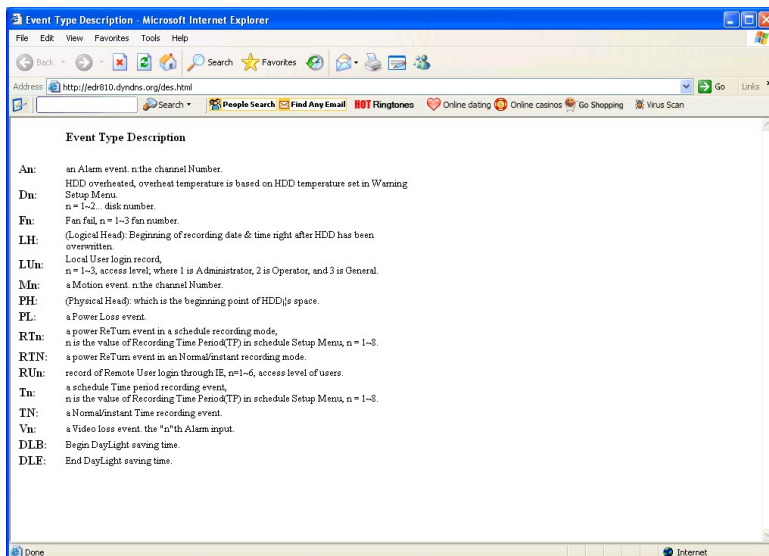 Event Type Description - Microsoft Internet Explorer
File Edit View Favorites Tools Help
Back Search Favorites
Address http://edr810.dyndns.org/des.html Go Links »
Search People Search Find Any Email HOT Ringtones Online dating Online casinos Go Shopping Virus Scan
Event Type Description
An: an Alarm event. n:the channel Number.
HDD overheated, overheat temperature is based on HDD temperature set in Warning
Dn: Setup Menu.
n = 1~2... disk number.
Fn: Fan fail, n = 1~3 fan number.
LH: (Logical Head): Beginning of recording date & time right after HDD has been
overwritten.
LUn: Local User login record,
n = 1~3, access level; where 1 is Administrator, 2 is Operator, and 3 is General.
Mn: a Motion event. n:the channel Number.
PH: (Physical Head): which is the beginning point of HDD¡¦s space.
PL: a Power Loss event.
RTn: a power ReTurn event in a schedule recording mode,
n is the value of Recording Time Period(TP) in schedule Setup Menu, n = 1~8.
RTN: a power ReTurn event in an Normal/instant recording mode.
RUn: record of Remote User login through IE, n=1~6, access level of users.
Tn: a schedule Time period recording event,
n is the value of Recording Time Period(TP) in schedule Setup Menu, n = 1~8.
TN: a Normal/instant Time recording event.
Vn: a Video loss event. the "n"th Alarm input.
DLB: Begin DayLight saving time.
DLE: End DayLight saving time.
Done Internet